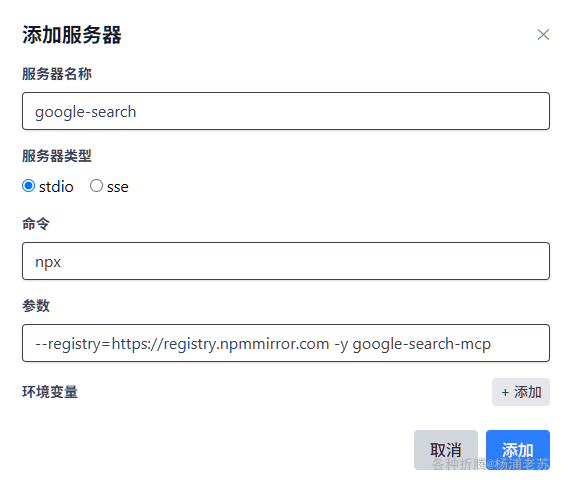 添加服务器
服务器名称
google-search
服务器类型
stdio sse
命令
npx
参数
--registry=https://registry.npmmirror.com -y google-search-mcp
环境变量 + 添加
取消 添加
各种折腾@杨浦老苏